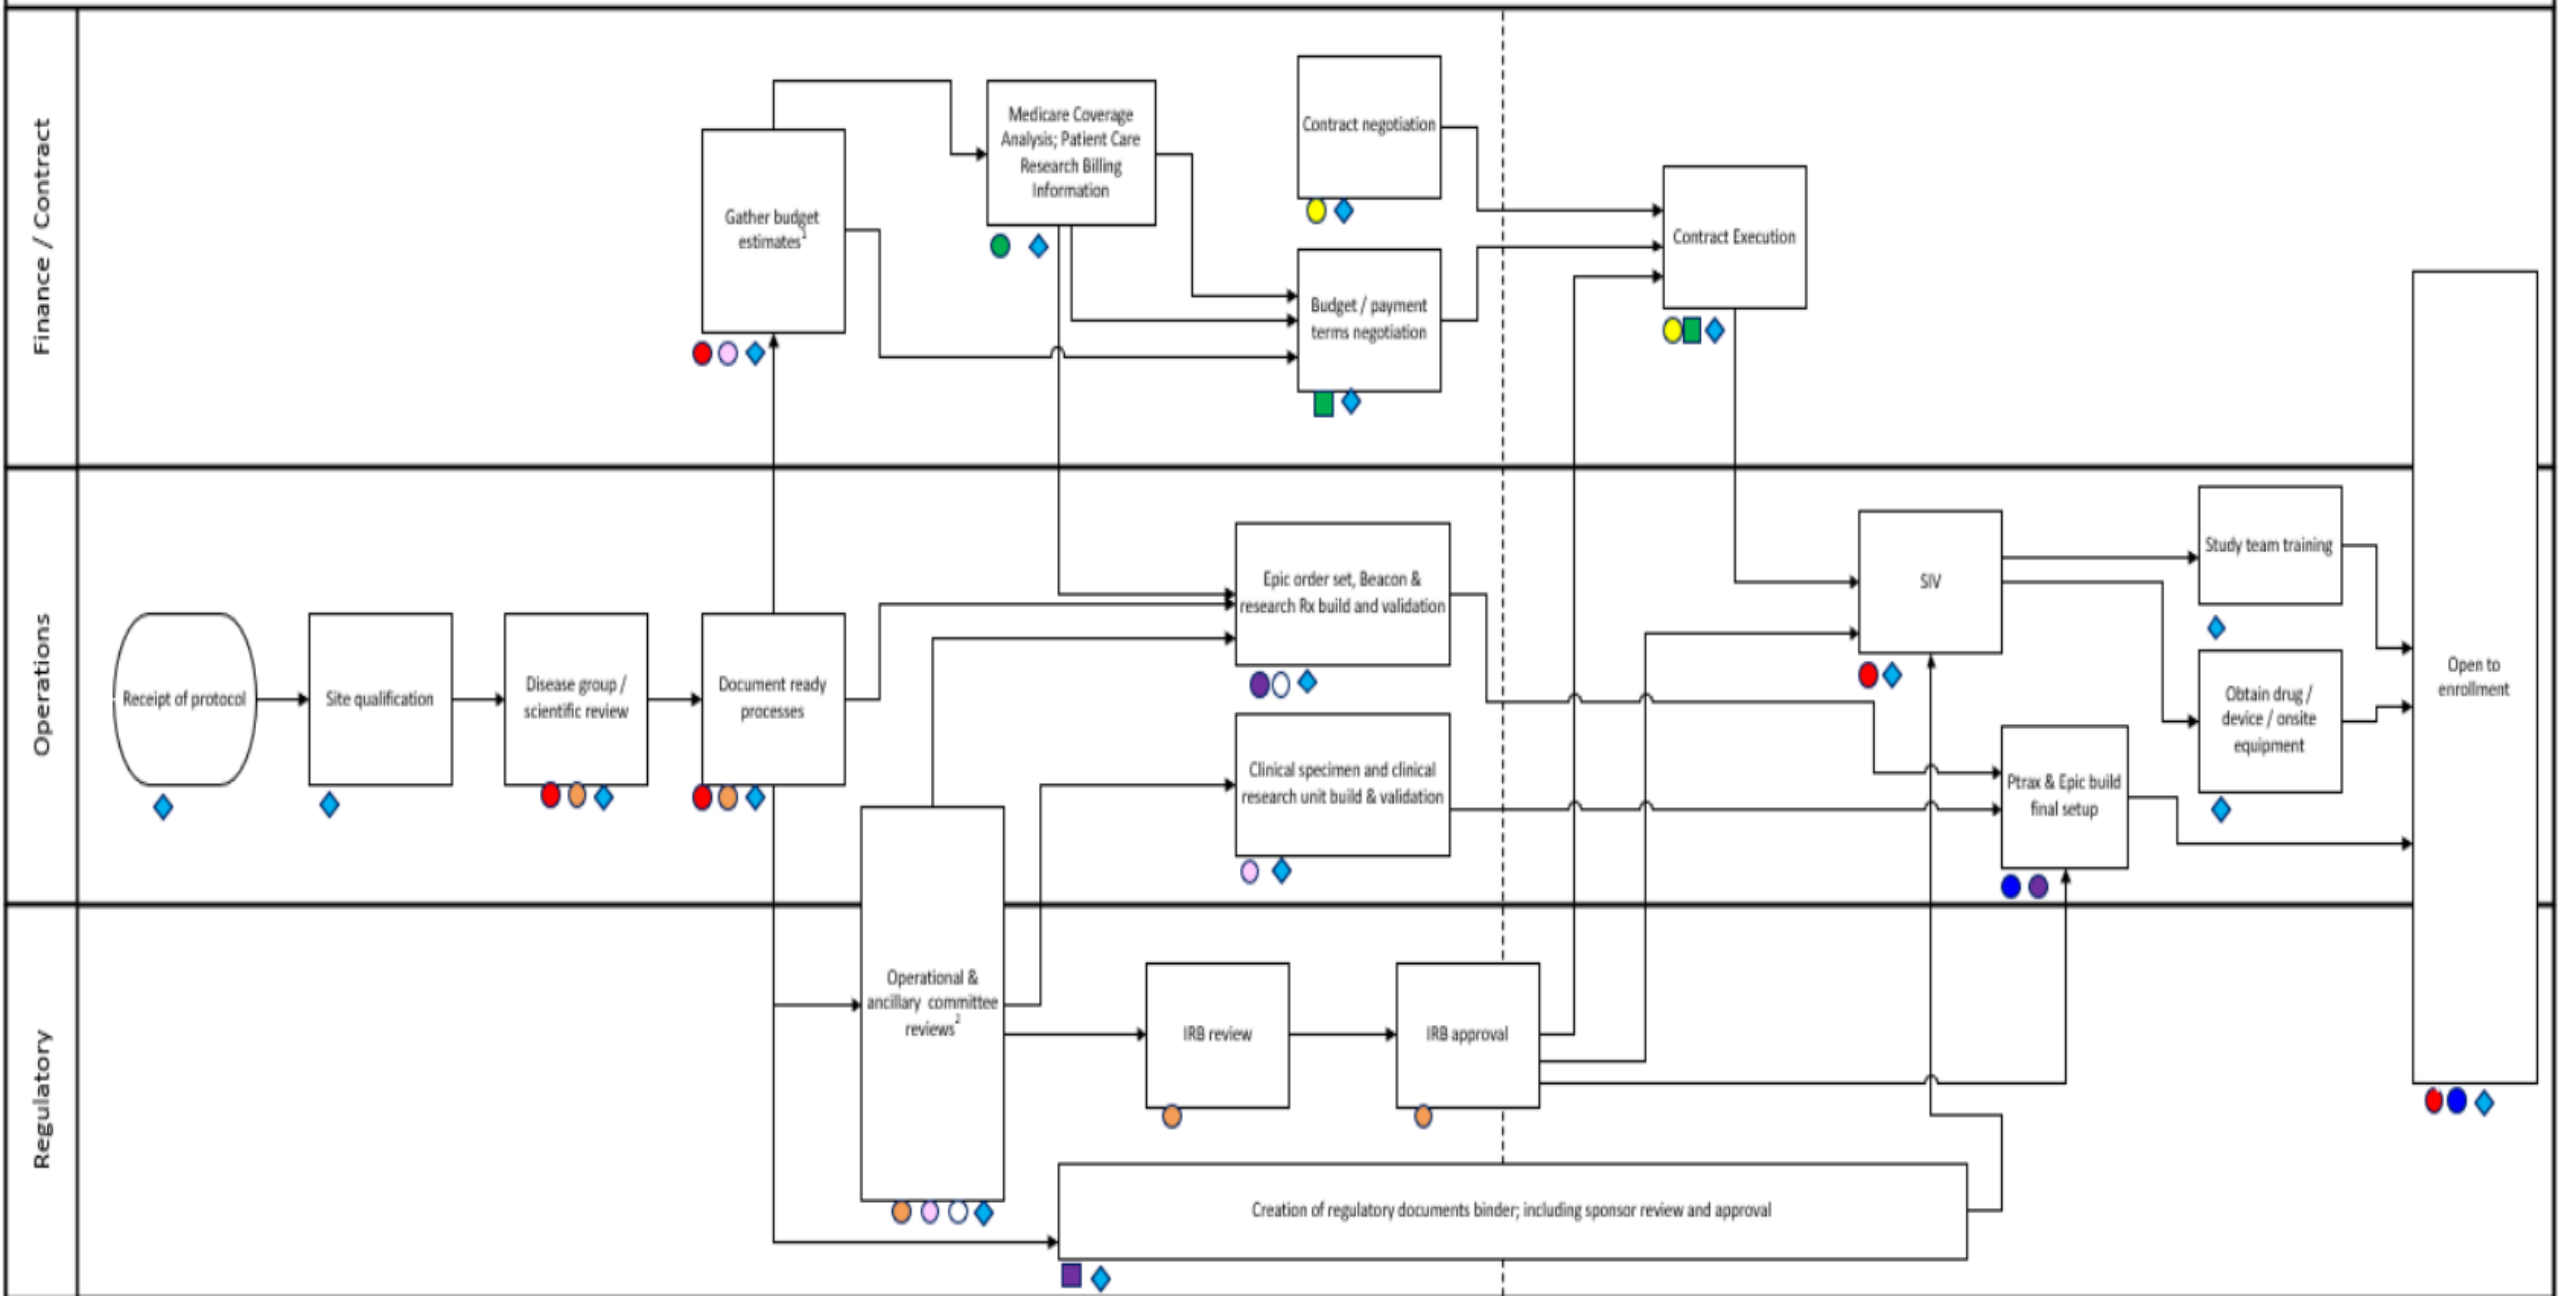 Finance / Contract
Gather budget
estimates1
Medicare Coverage
Analysis; Patient Care
Research Billing
Information
Contract negotiation
Budget / payment
terms negotiation
Contract Execution
Operations
Receipt of protocol
Site qualification
Disease group /
scientific review
Document ready
processes
Epic order set, Beacon &
research Rx build and validation
Clinical specimen and clinical
research unit build & validation
SIV
Study team training
Obtain drug /
device / onsite
equipment
Ptrax & Epic build
final setup
Open to
enrollment
Regulatory
Operational &
ancillary committee
reviews2
IRB review
IRB approval
Creation of regulatory documents binder; including sponsor review and approval